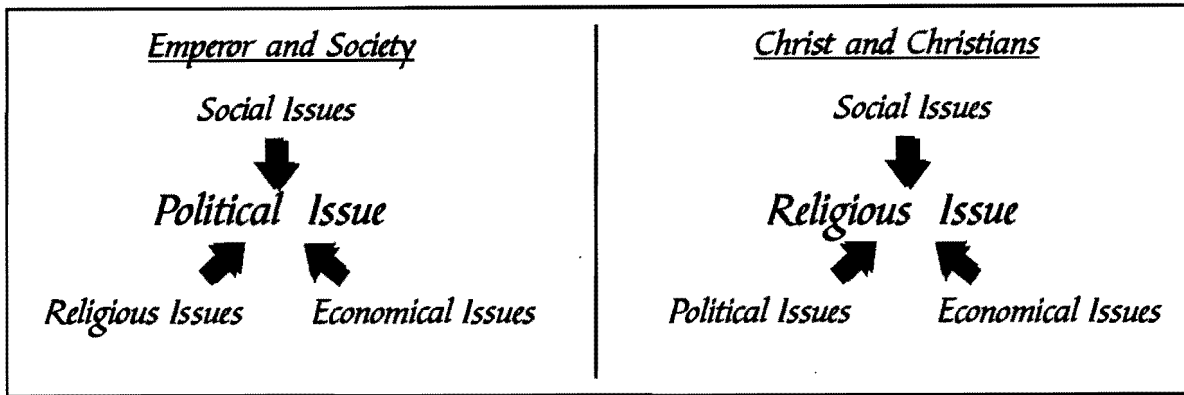 Emperor and Society
Social Issues
Political Issue
Religious Issues Economical Issues
Christ and Christians
Social Issues
Religious Issue
Political Issues Economical Issues